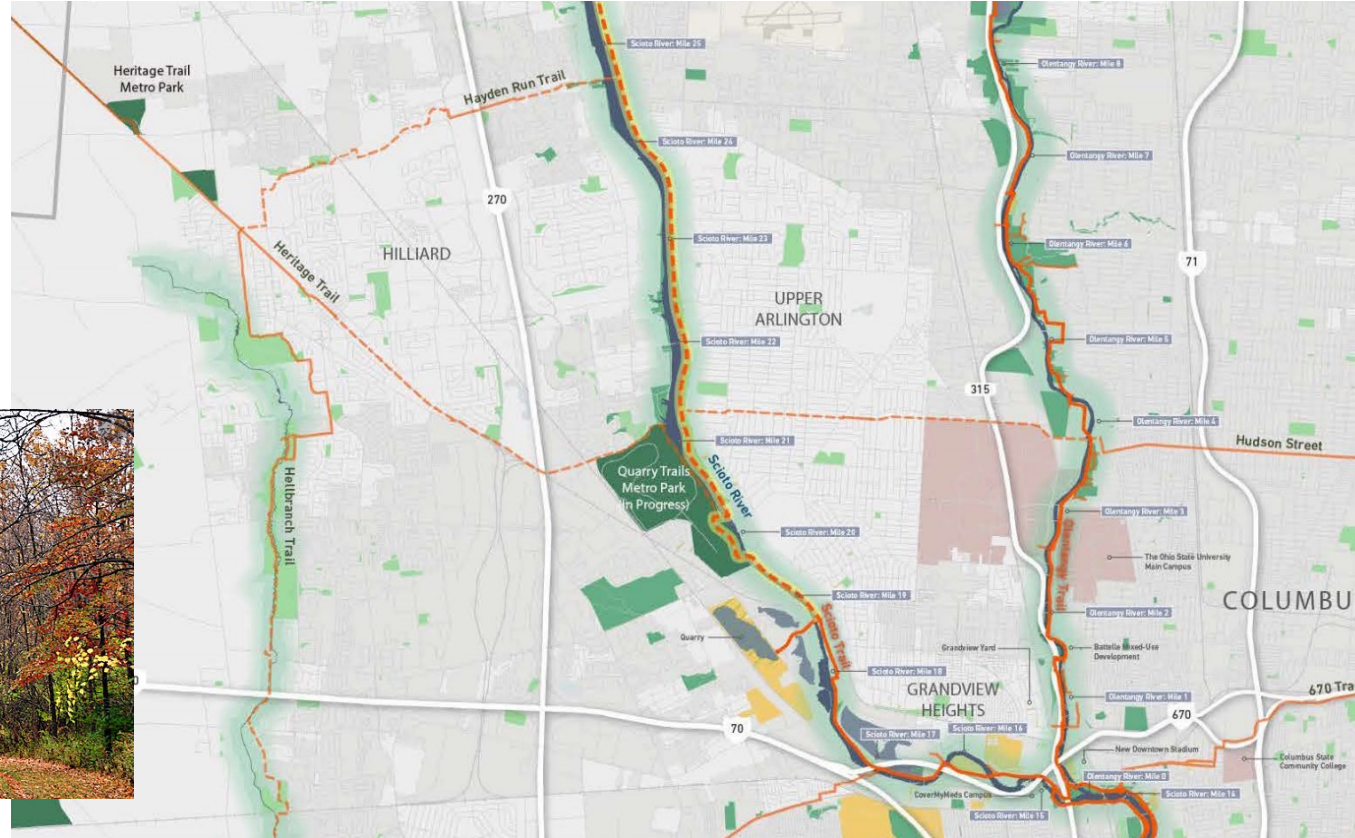 Scioto River: Mile 25
Olentangy River: Mile 8
Heritage Trail
Metro Park
Hayden Run Trail
Scioto River: Mile 24
Olentangy River: Mile 7
270
Scioto River: Mile 23
Olentangy River: Mile 6
HILLIARD
Heritage Trail
71
UPPER
ARLINGTON
Scioto River: Mile 22
Olentangy River: Mile 5
315
Olentangy River: Mile 4
Scioto River: Mile 21
Hudson Street
Scioto River
Quarry Trails
Metro Park
(In Progress)
Hellbranch Trail
Olentangy River: Mile 3
Scioto River: Mile 20
Olentangy Trail
The Ohio State University
Main Campus
Scioto River: Mile 19
COLUMBU
Olentangy River: Mile 2
Scioto Trail
Quarry
Grandview Yard
Battelle Mixed-Use
Development
Scioto River: Mile 18
GRANDVIEW
HEIGHTS
Olentangy River: Mile 1
670 Tra
70
670
Scioto River: Mile 16
Scioto River: Mile 17
New Downtown Stadium
Columbus State
Community College
Olentangy River: Mile 0
CoverMyMeds Campus
Scioto River: Mile 14
Scioto River: Mile 15